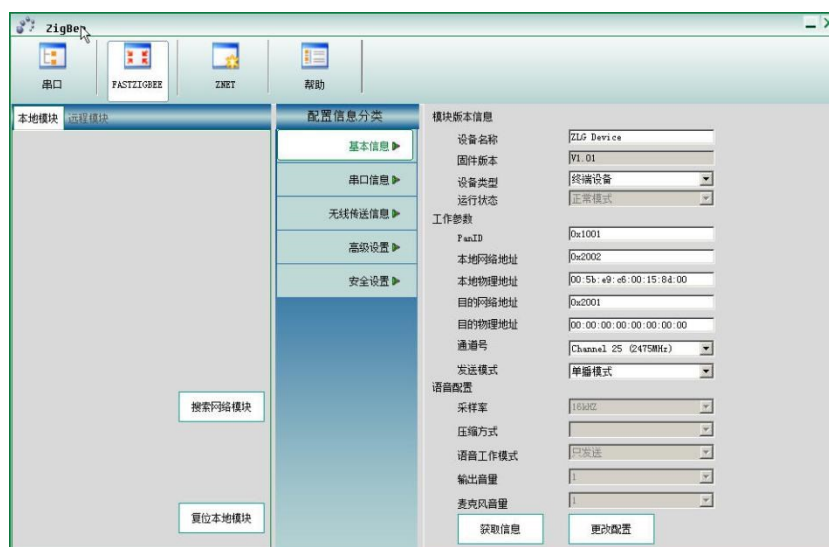 ZigBee
串口
FASTZIGBEE
ZNET
帮助
本地模块 远程模块
搜索网络模块
复位本地模块
配置信息分类
基本信息
串口信息
无线传送信息
高级设置
安全设置
模块版本信息
设备名称 ZLG Device
固件版本 V1.01
设备类型 终端设备
运行状态 正常模式
工作参数
PanID 0x1001
本地网络地址 0x2002
本地物理地址 00:5b:e9:c6:00:15:8d:00
目的网络地址 0x2001
目的物理地址 00:00:00:00:00:00:00:00
通道号 Channel 25 (2475MHz)
发送模式 单播模式
语音配置
采样率 16kHZ
压缩方式
语音工作模式 只发送
输出音量 1
麦克风音量 1
获取信息 更改配置